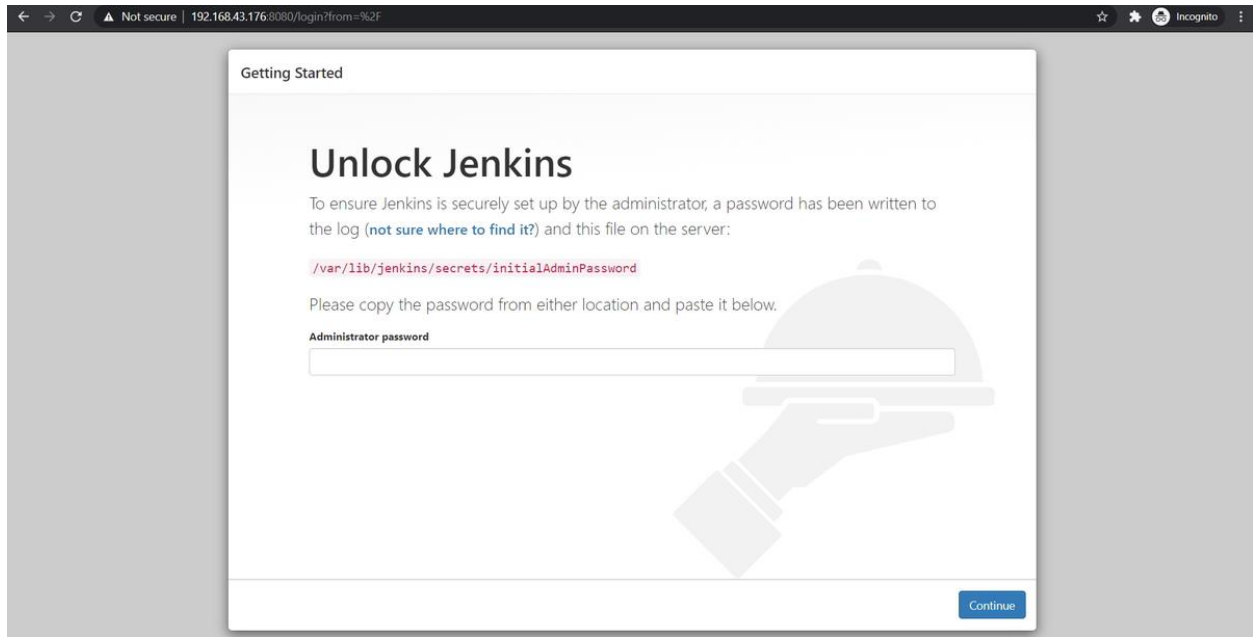 Not secure | 192.168.43.176:8080/login?from=%2F
Incognito
Getting Started
Unlock Jenkins
To ensure Jenkins is securely set up by the administrator, a password has been written to
the log (not sure where to find it?) and this file on the server:
/var/lib/jenkins/secrets/initialAdminPassword
Please copy the password from either location and paste it below.
Administrator password
Continue